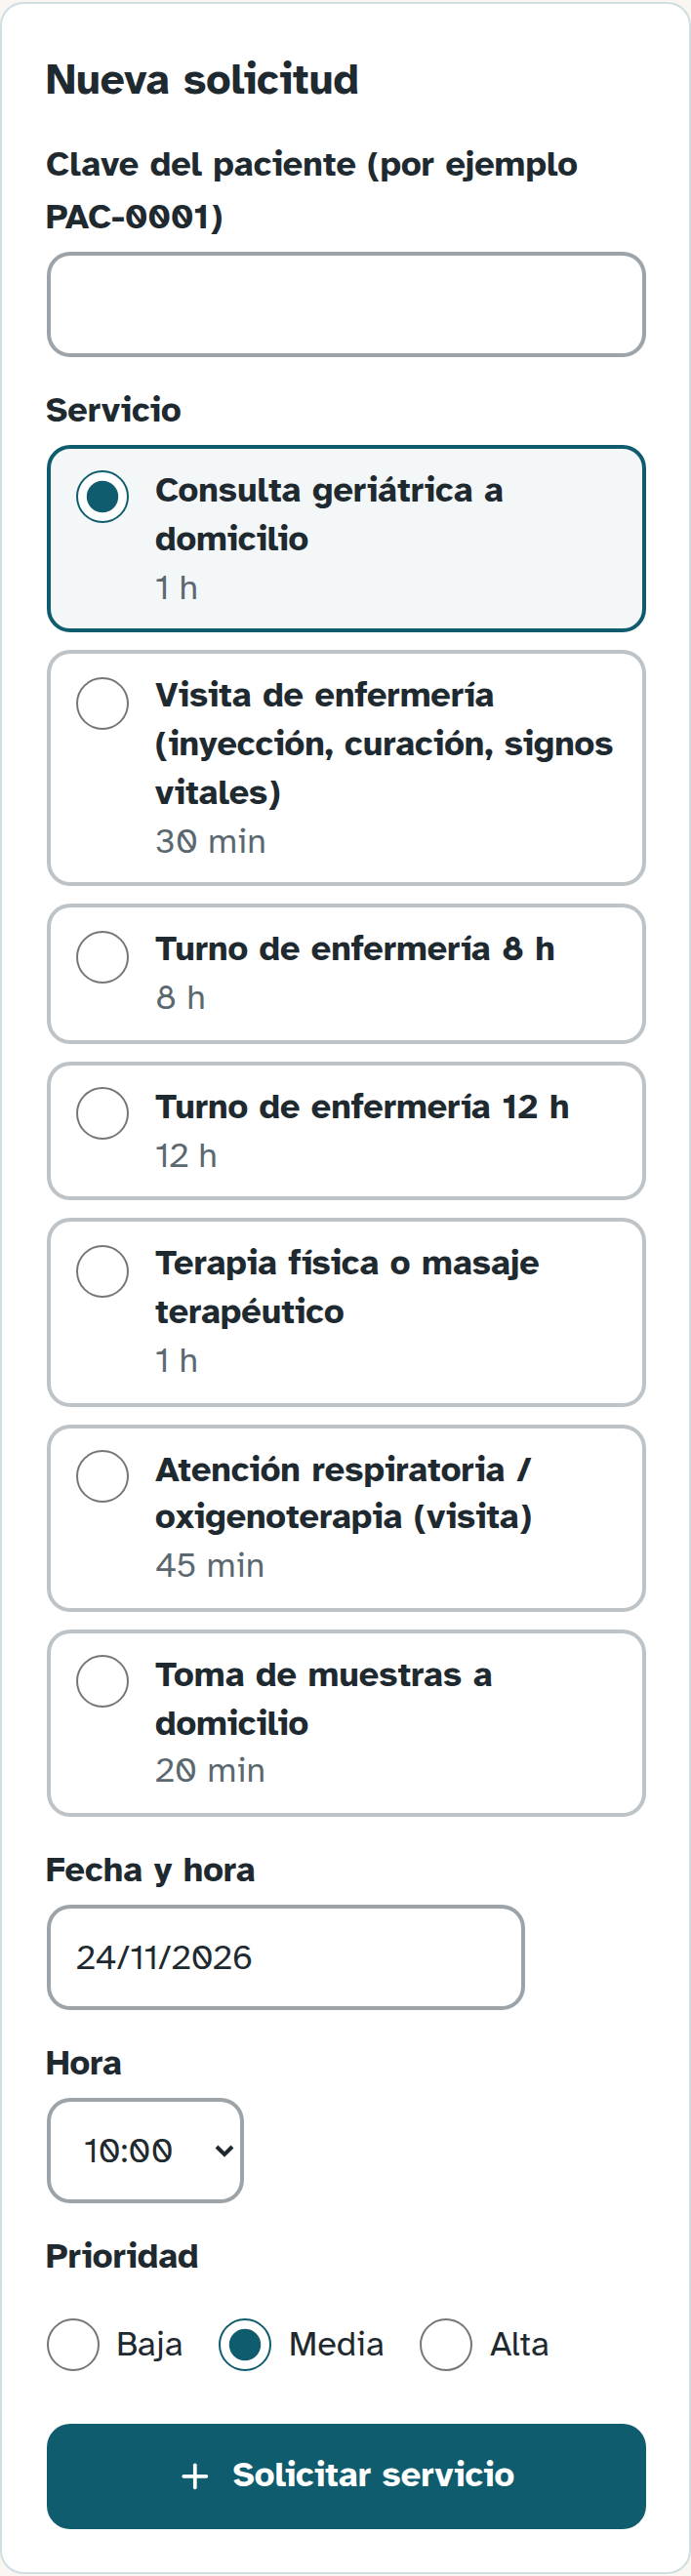 Nueva solicitud
Clave del paciente (por ejemplo
PAC-0001)
Servicio
Consulta geriátrica a
domicilio
1 h
Visita de enfermería
(inyección, curación, signos
vitales)
30 min
Turno de enfermería 8 h
8 h
Turno de enfermería 12 h
12 h
Terapia física o masaje
terapéutico
1 h
Atención respiratoria /
oxigenoterapia (visita)
45 min
Toma de muestras a
domicilio
20 min
Fecha y hora
24/11/2026
Hora
10:00
Prioridad
Baja Media Alta
+ Solicitar servicio